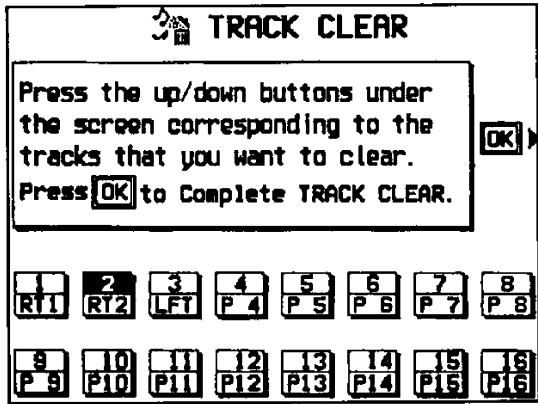 TRACK CLEAR
Press the up/down buttons under
the screen corresponding to the
tracks that you want to clear.
Press OK to Complete TRACK CLEAR.
OK
1 2 3 4 5 6 7 8
RT1 RT2 LFT P 4 P 5 P 6 P 7 P 8
9 10 11 12 13 14 15 16
P 9 P10 P11 P12 P13 P14 P15 P16